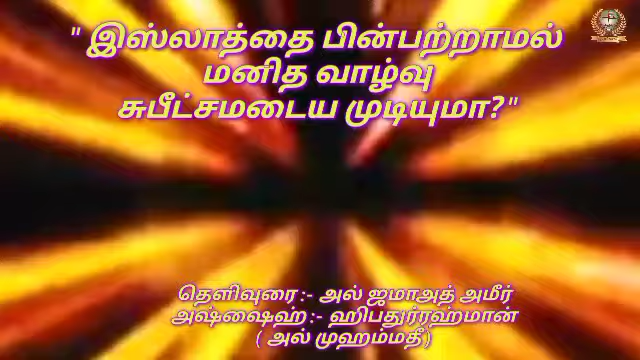 " இஸ்லாத்தை பின்பற்றாமல்
மனித வாழ்வு
சுபீட்சமடைய முடியுமா?"
தெளிவுரை :- அல் ஜமாஅத் அமீர்
அஷ்ஷைஹ் :- ஹிபதுர்ரஹ்மான்
( அல் முஹம்மதீ )